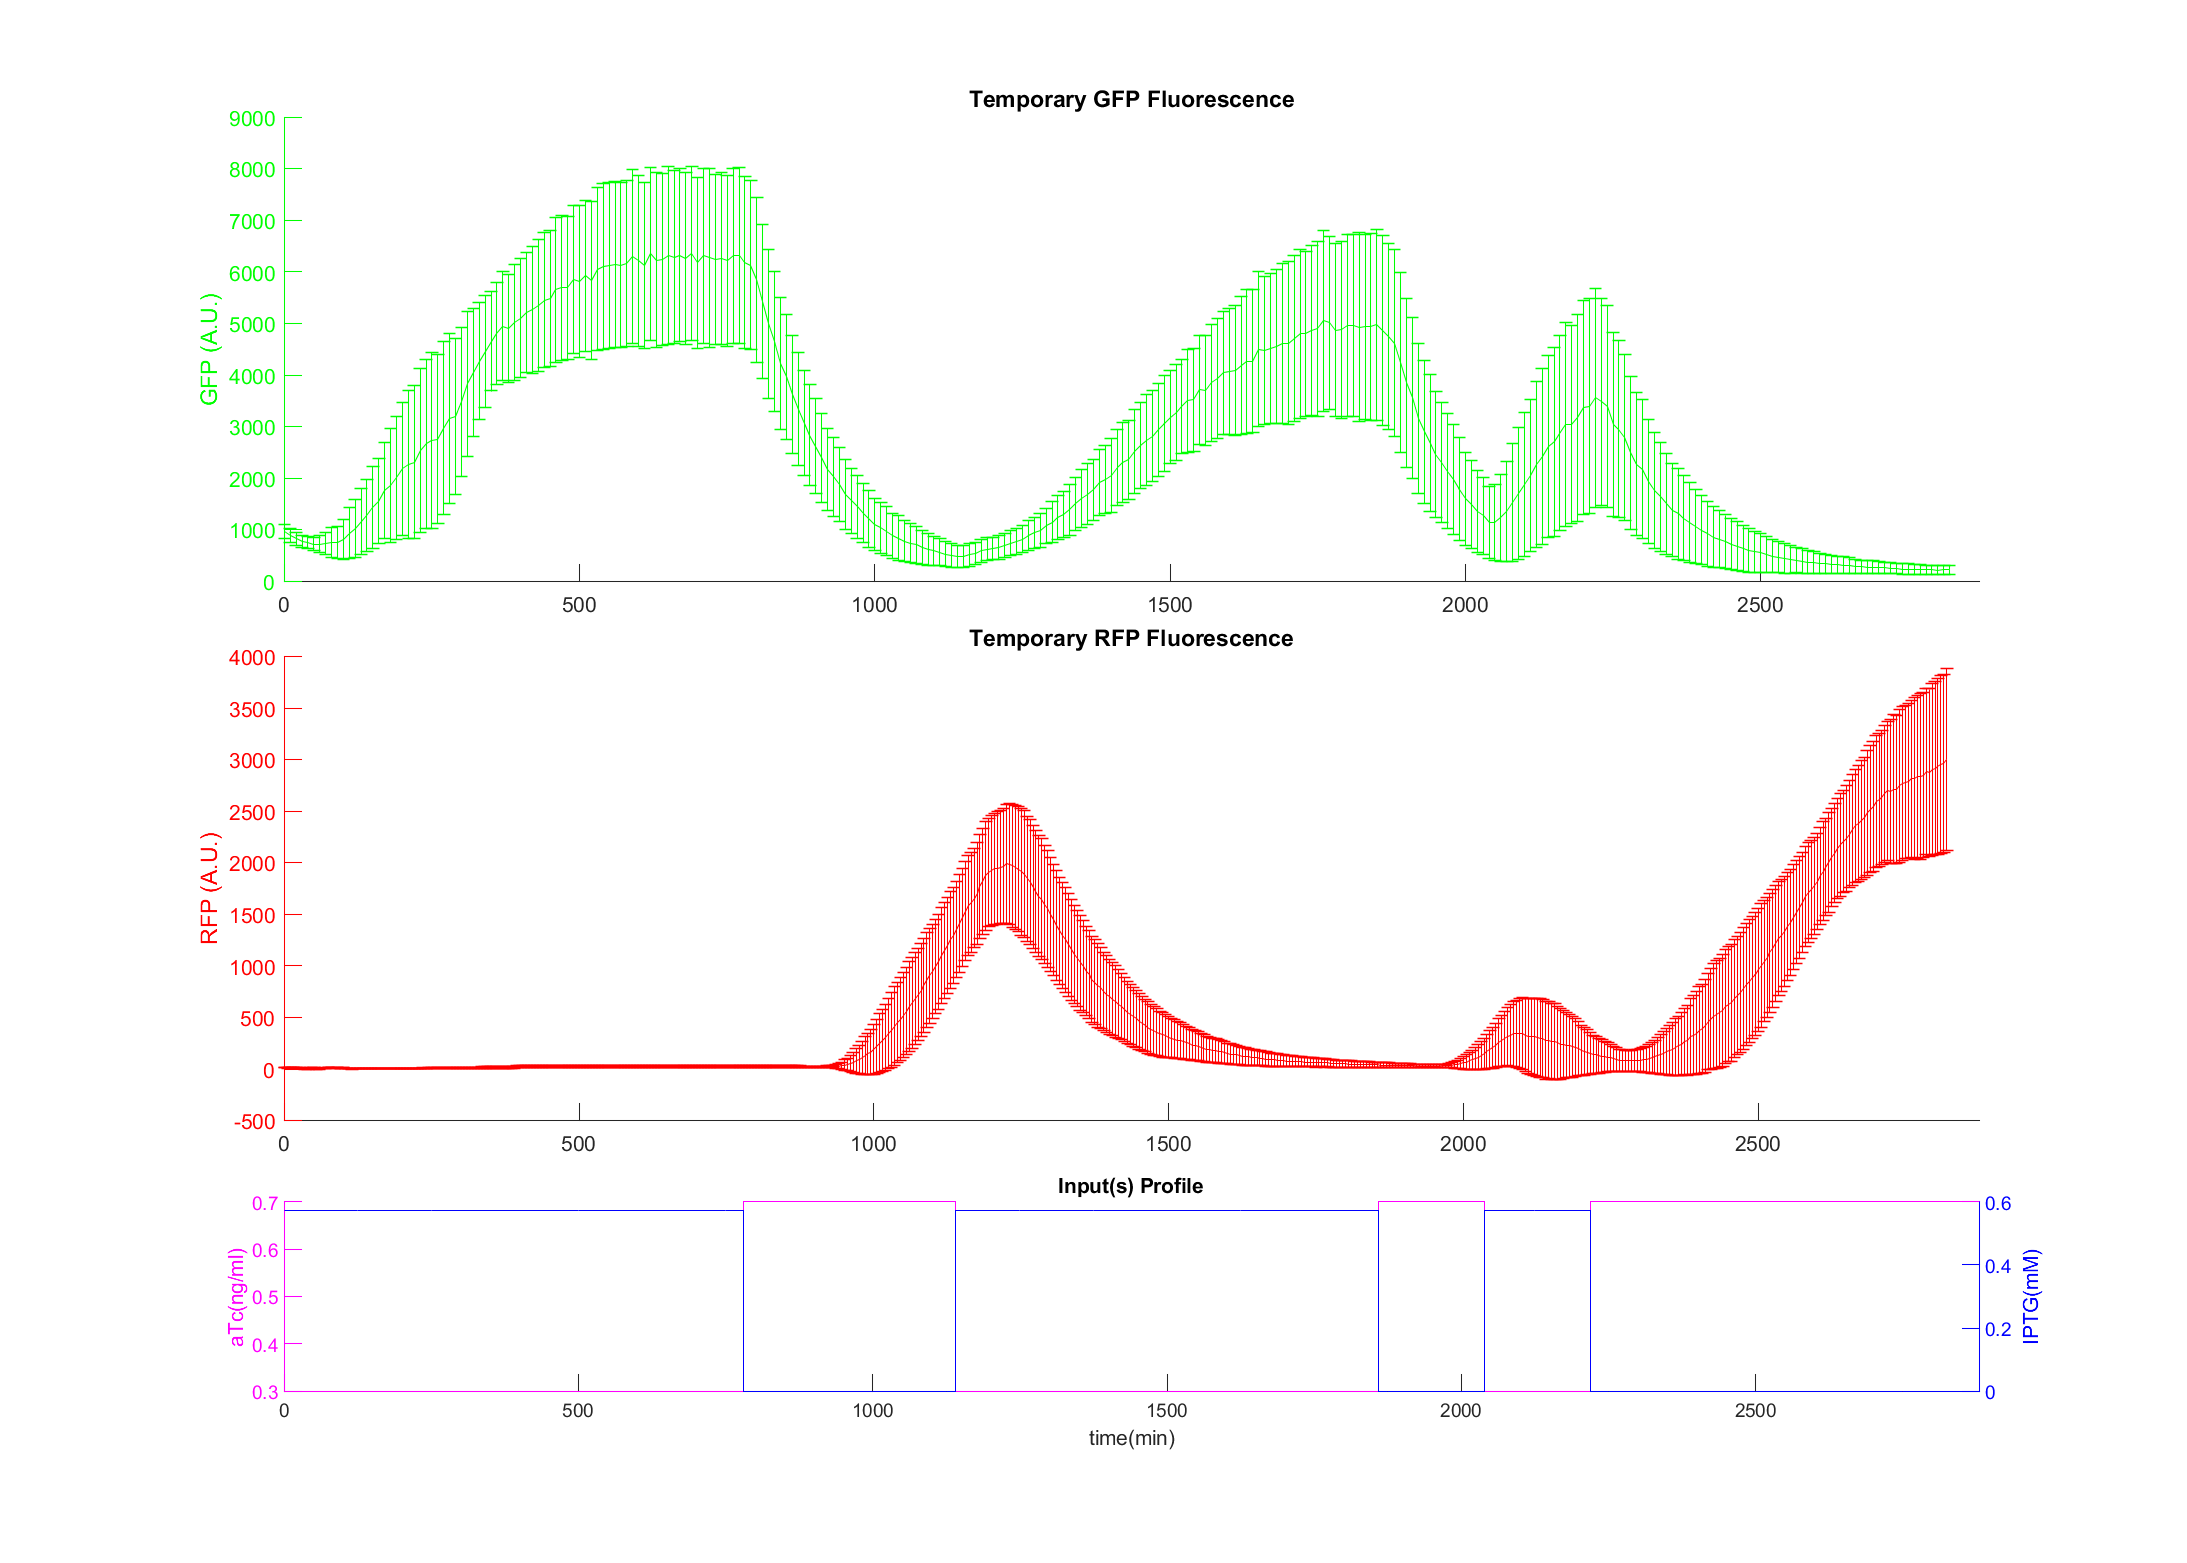 Temporary GFP Fluorescence
9000
8000
7000
6000
5000
4000
3000
2000
1000
0
GFP (A.U.)
0 500 1000 1500 2000 2500
Temporary RFP Fluorescence
4000
3500
3000
2500
2000
1500
1000
500
0
-500
RFP (A.U.)
0 500 1000 1500 2000 2500
Input(s) Profile
0.7
0.6
0.5
0.4
0.3
aTc(ng/ml)
0.6
0.4
0.2
0
IPTG(mM)
0 500 1000 1500 2000 2500
time(min)